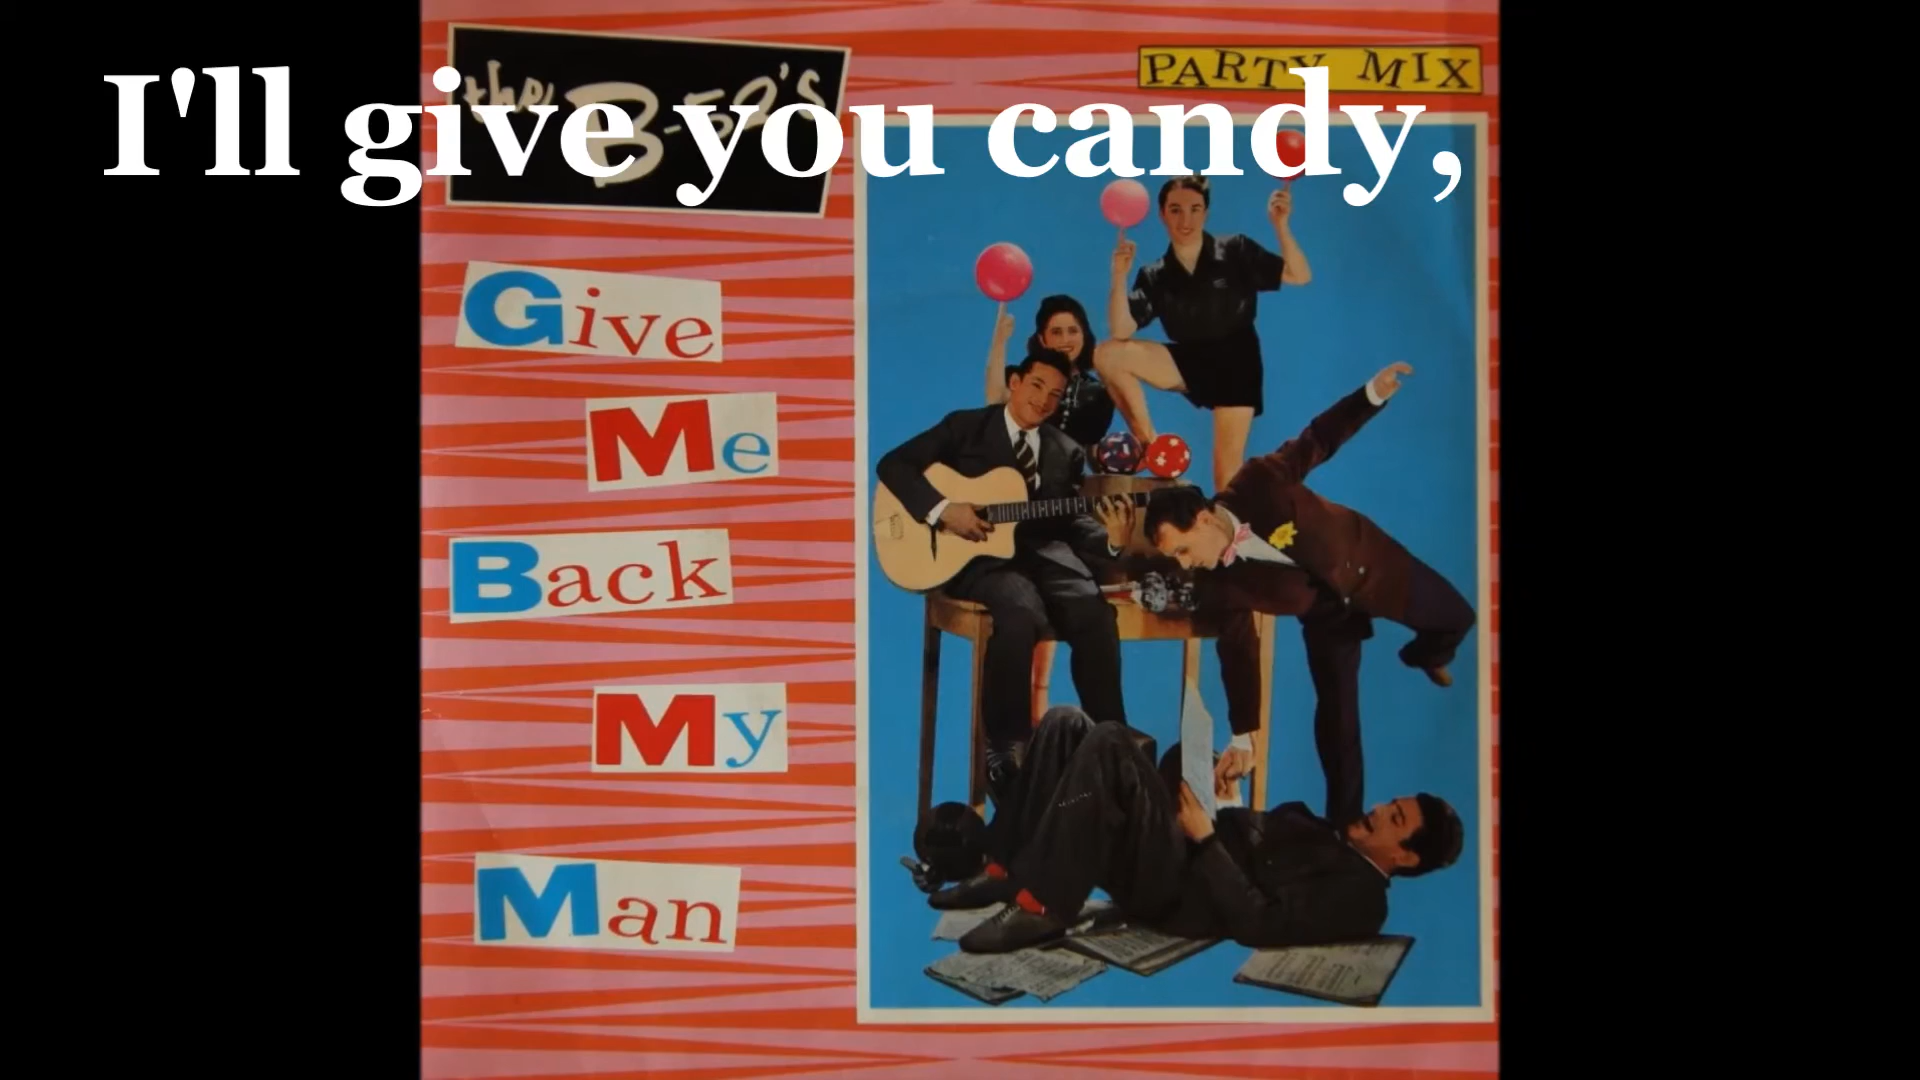 I'll give you candy,
the B-52's
PARTY MIX
Give
Me
Back
My
Man